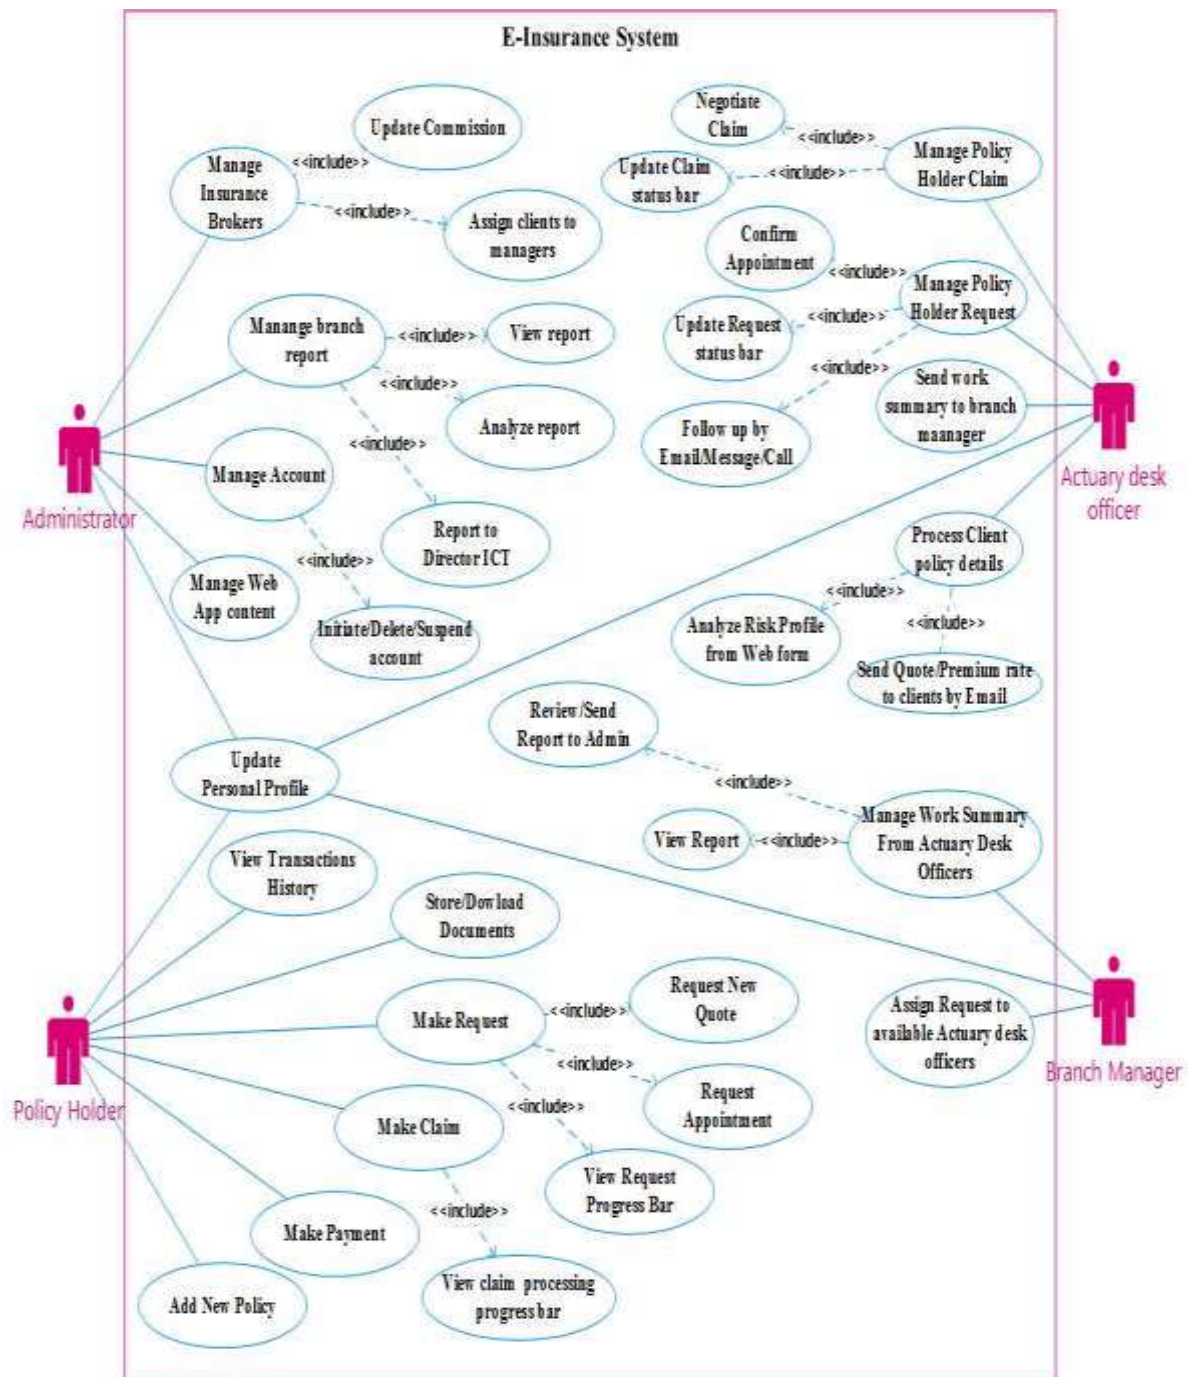 E-Insurance System
Update Commission
<<include>>
Manage
Insurance
Brokers
<<include>>
Assign clients to
managers
Negotiate
Claim
<<include>>
Manage Policy
Holder Claim
Update Claim
status bar
<<include>>
Confirm
Appointment
<<include>>
Manage Policy
Holder Request
Update Request
status bar
<<include>>
<<include>>
Follow up by
Email/Message/Call
Send work
summary to branch
maanager
Manange branch
report
<<include>>
View report
<<include>>
Analyze report
<<include>>
Report to
Director ICT
Administrator
Manage Account
<<include>>
Initiate/Delete/Suspend
account
Manage Web
App content
Actuary desk
officer
Process Client
policy details
<<include>>
Analyze Risk Profile
from Web form
<<include>>
Send Quote/Premium rate
to clients by Email
Review/Send
Report to Admin
<<include>>
Update
Personal Profile
View Report
<<include>>
Manage Work Summary
From Actuary Desk
Officers
View Transactions
History
Store/Dowload
Documents
Make Request
<<include>>
Request New
Quote
<<include>>
Request
Appointment
<<include>>
View Request
Progress Bar
Assign Request to
available Actuary desk
officers
Branch Manager
Policy Holder
Make Claim
<<include>>
View claim processing
progress bar
Make Payment
Add New Policy